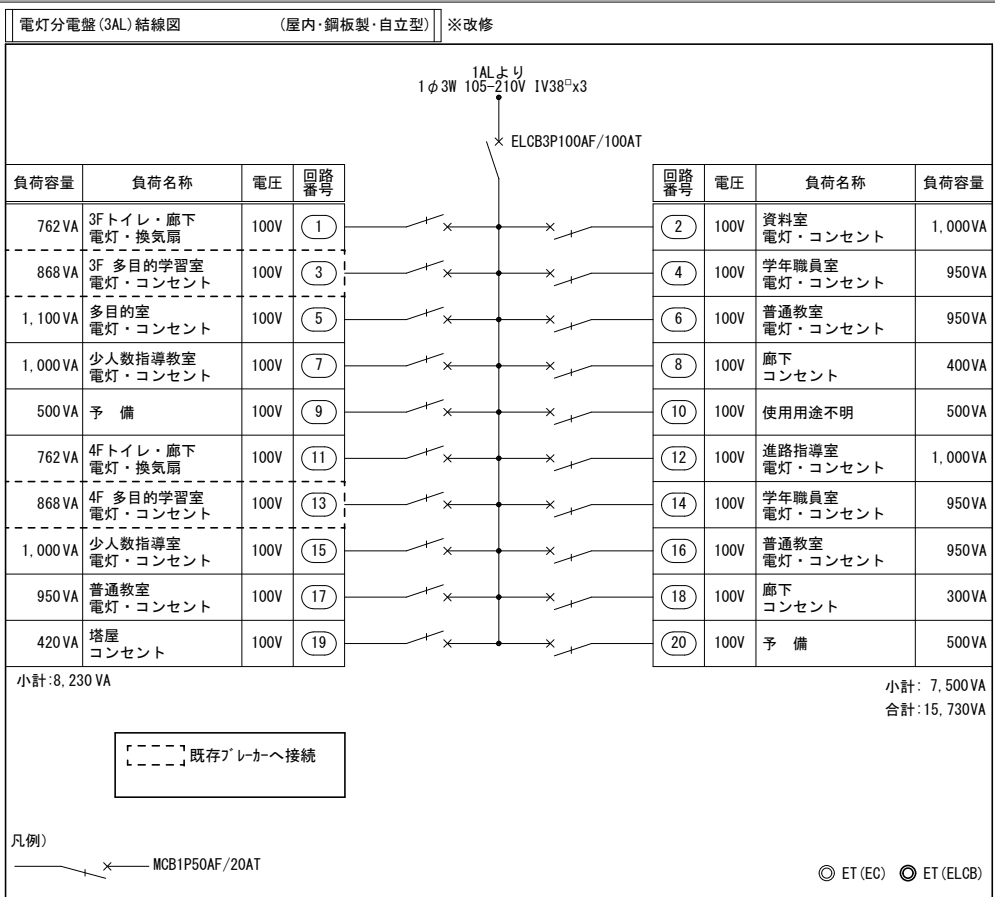 電灯分電盤(3AL)結線図 (屋内・鋼板製・自立型) ※改修
1ALより
1φ3W 105-210V IV38□x3
ELCB3P100AF/100AT
負荷容量 負荷名称 電圧 回路番号 回路番号 電圧 負荷名称 負荷容量
762VA 3Fトイレ・廊下 電灯・換気扇 100V 1 2 100V 資料室 電灯・コンセント 1,000VA
868VA 3F 多目的学習室 電灯・コンセント 100V 3 4 100V 学年職員室 電灯・コンセント 950VA
1,100VA 多目的室 電灯・コンセント 100V 5 6 100V 普通教室 電灯・コンセント 950VA
1,000VA 少人数指導教室 電灯・コンセント 100V 7 8 100V 廊下 コンセント 400VA
500VA 予 備 100V 9 10 100V 使用用途不明 500VA
762VA 4Fトイレ・廊下 電灯・換気扇 100V 11 12 100V 進路指導室 電灯・コンセント 1,000VA
868VA 4F 多目的学習室 電灯・コンセント 100V 13 14 100V 学年職員室 電灯・コンセント 950VA
1,000VA 少人数指導室 電灯・コンセント 100V 15 16 100V 普通教室 電灯・コンセント 950VA
950VA 普通教室 電灯・コンセント 100V 17 18 100V 廊下 コンセント 300VA
420VA 塔屋 コンセント 100V 19 20 100V 予 備 500VA
小計:8,230VA 小計: 7,500VA
合計:15,730VA
既存ブレーカーへ接続
凡例)
MCB1P50AF/20AT
ET(EC) ET(ELCB)